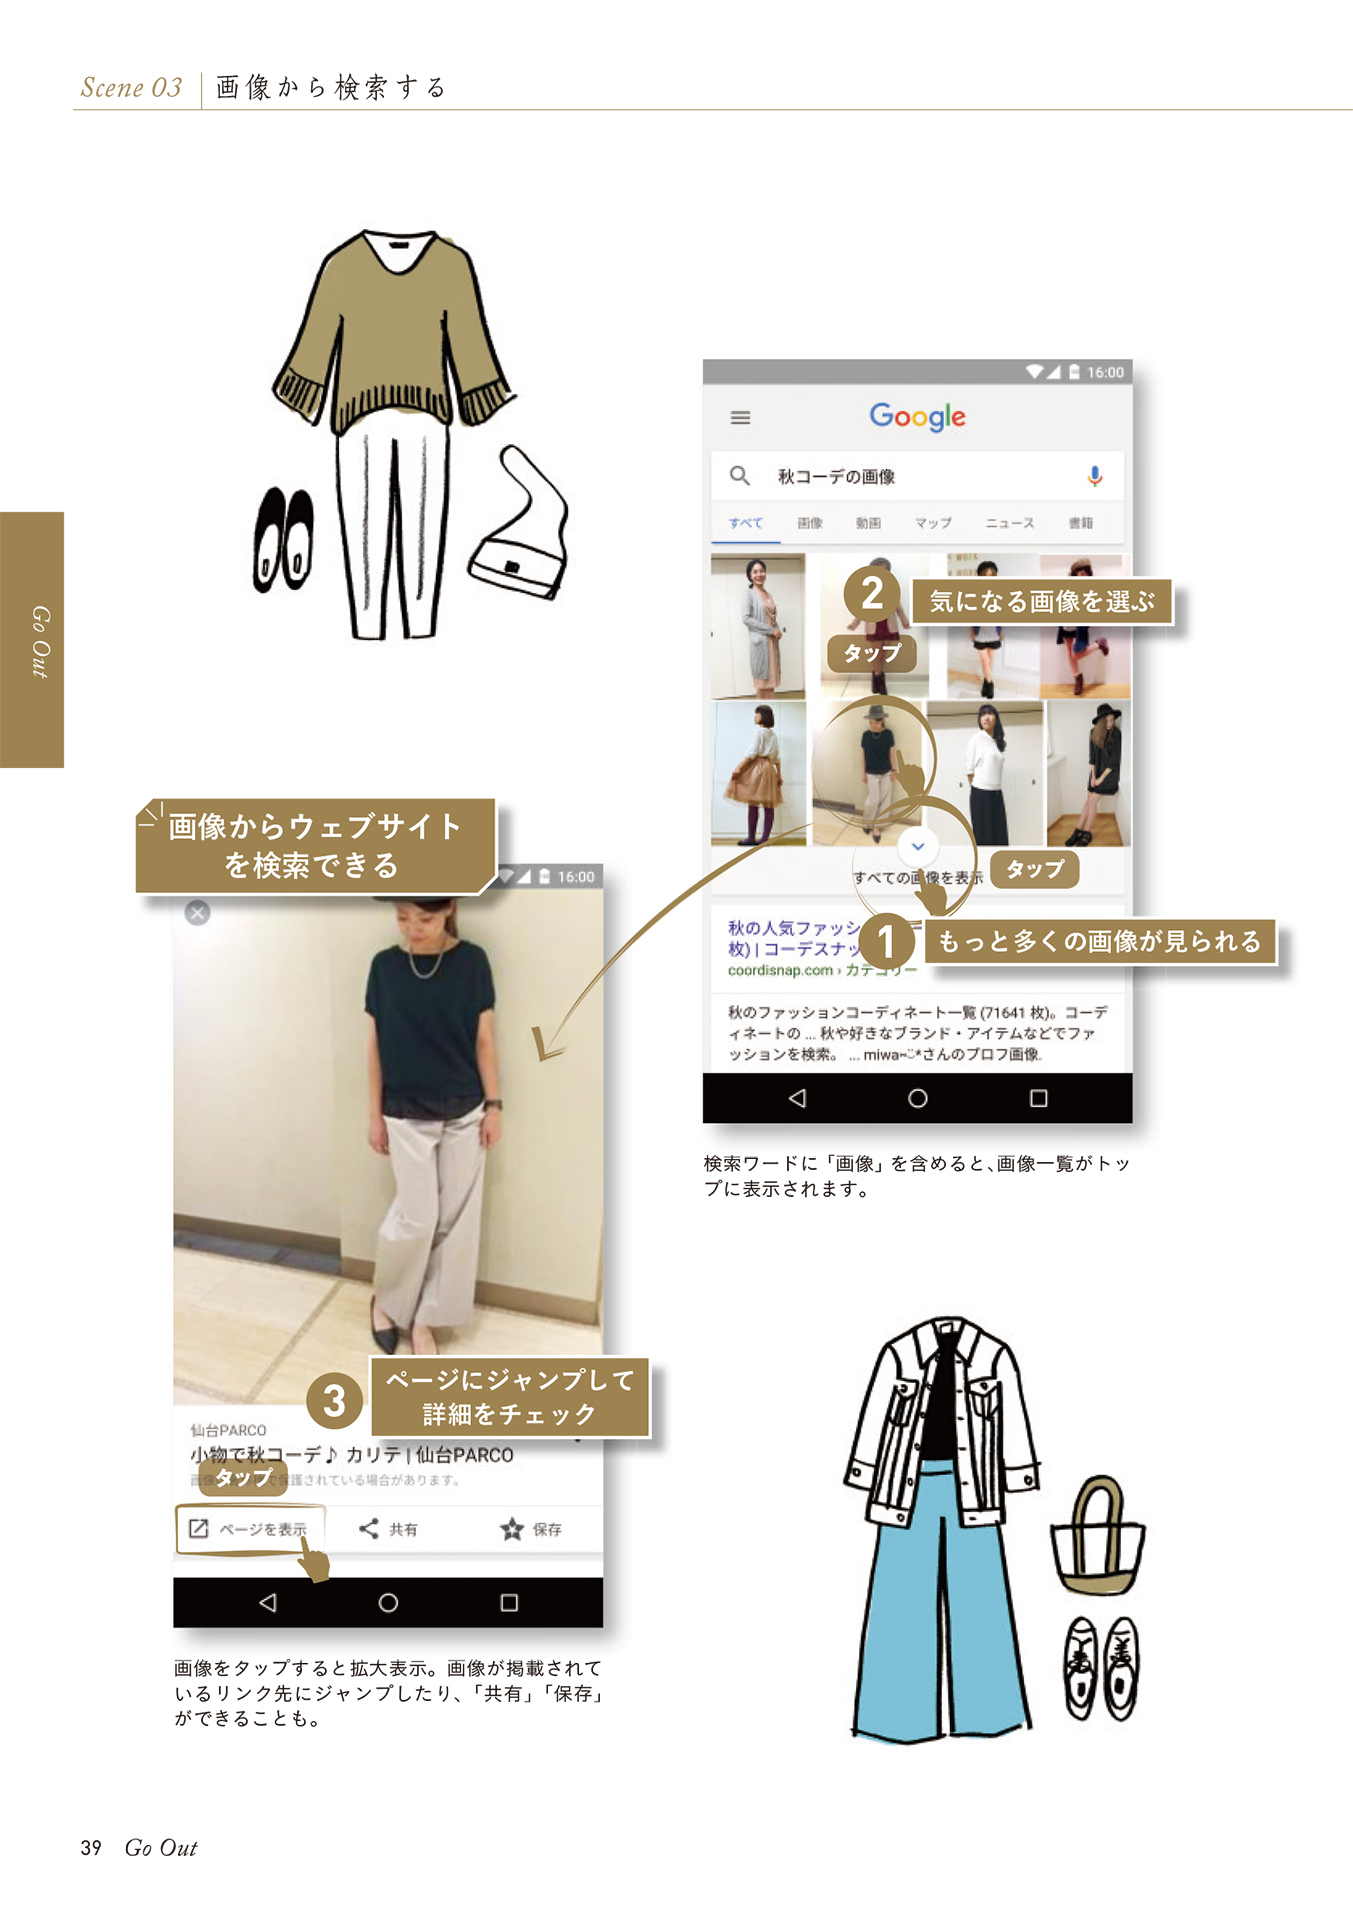 Scene 03
画像から検索する
Go Out
16:00
Google
秋コーデの画像
すべて 画像 動画 マップ ニュース 書籍
2
気になる画像を選ぶ
タップ
タップ
すべての画像を表示
1
もっと多くの画像が見られる
秋の人気ファッシ
枚) | コーデスナッ
coordisnap.com › カテゴリー
秋のファッションコーディネート一覧 (71641 枚)。コーデ
ィネートの ... 秋や好きなブランド・アイテムなどでファ
ッションを検索。 ... miwaさんのプロフ画像.
検索ワードに「画像」を含めると、画像一覧がトッ
プに表示されます。
画像からウェブサイト
を検索できる
16:00
3
ページにジャンプして
詳細をチェック
仙台PARCO
小物で秋コーデ♪ カリテ | 仙台PARCO
保護されている場合があります。
タップ
ページを表示 共有 保存
画像をタップすると拡大表示。画像が掲載されて
いるリンク先にジャンプしたり、「共有」「保存」
ができることも。
39 Go Out